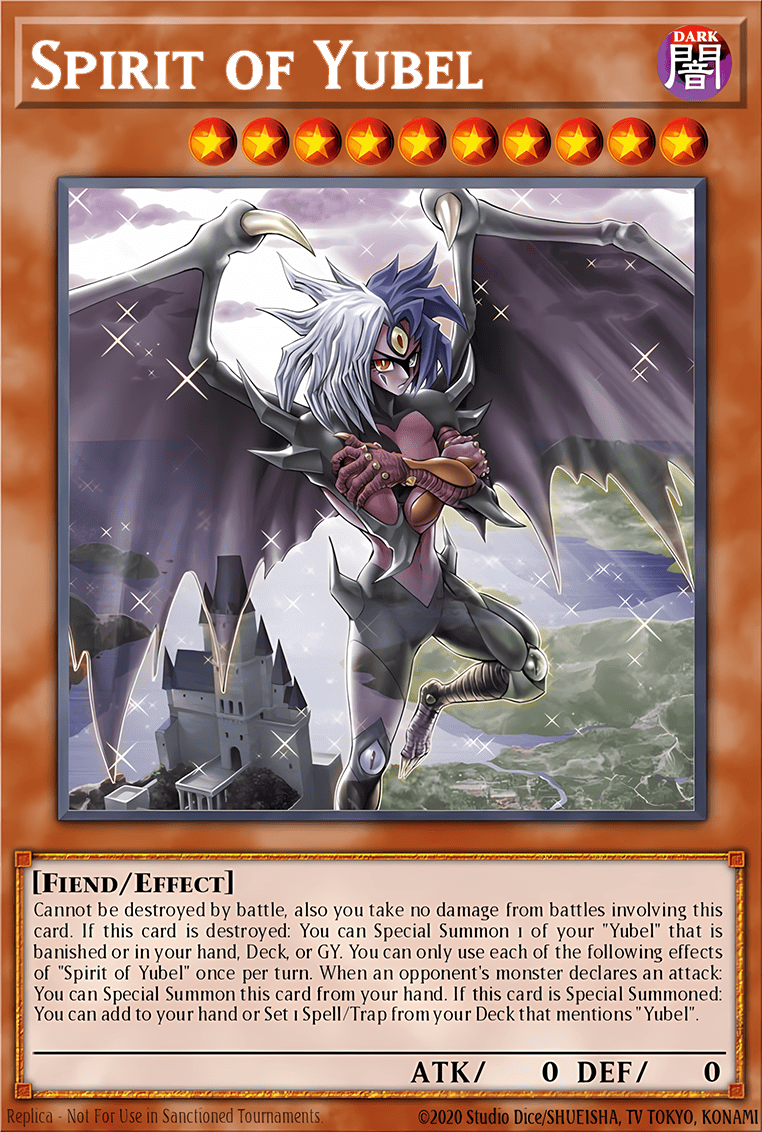 Spirit of Yubel
DARK
闇
[Fiend/Effect]
Cannot be destroyed by battle, also you take no damage from battles involving this
card. If this card is destroyed: You can Special Summon 1 of your "Yubel" that is
banished or in your hand, Deck, or GY. You can only use each of the following effects
of "Spirit of Yubel" once per turn. When an opponent's monster declares an attack:
You can Special Summon this card from your hand. If this card is Special Summoned:
You can add to your hand or Set 1 Spell/Trap from your Deck that mentions "Yubel".
ATK/ 0 DEF/ 0
Replica - Not For Use in Sanctioned Tournaments. ©2020 Studio Dice/SHUEISHA, TV TOKYO, KONAMI